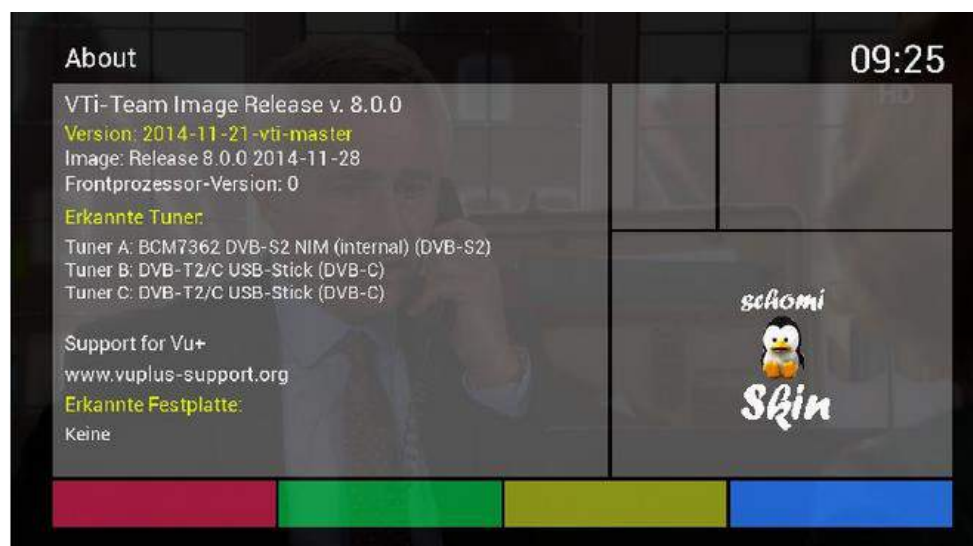 About
09:25
HD
VTi-Team Image Release v. 8.0.0
Version: 2014-11-21-vti-master
Image: Release 8.0.0 2014-11-28
Frontprozessor-Version: 0
Erkannte Tuner:
Tuner A: BCM7362 DVB-S2 NIM (internal) (DVB-S2)
Tuner B: DVB-T2/C USB-Stick (DVB-C)
Tuner C: DVB-T2/C USB-Stick (DVB-C)
Support for Vu+
www.vuplus-support.org
Erkannte Festplatte:
Keine
schomi
Skin